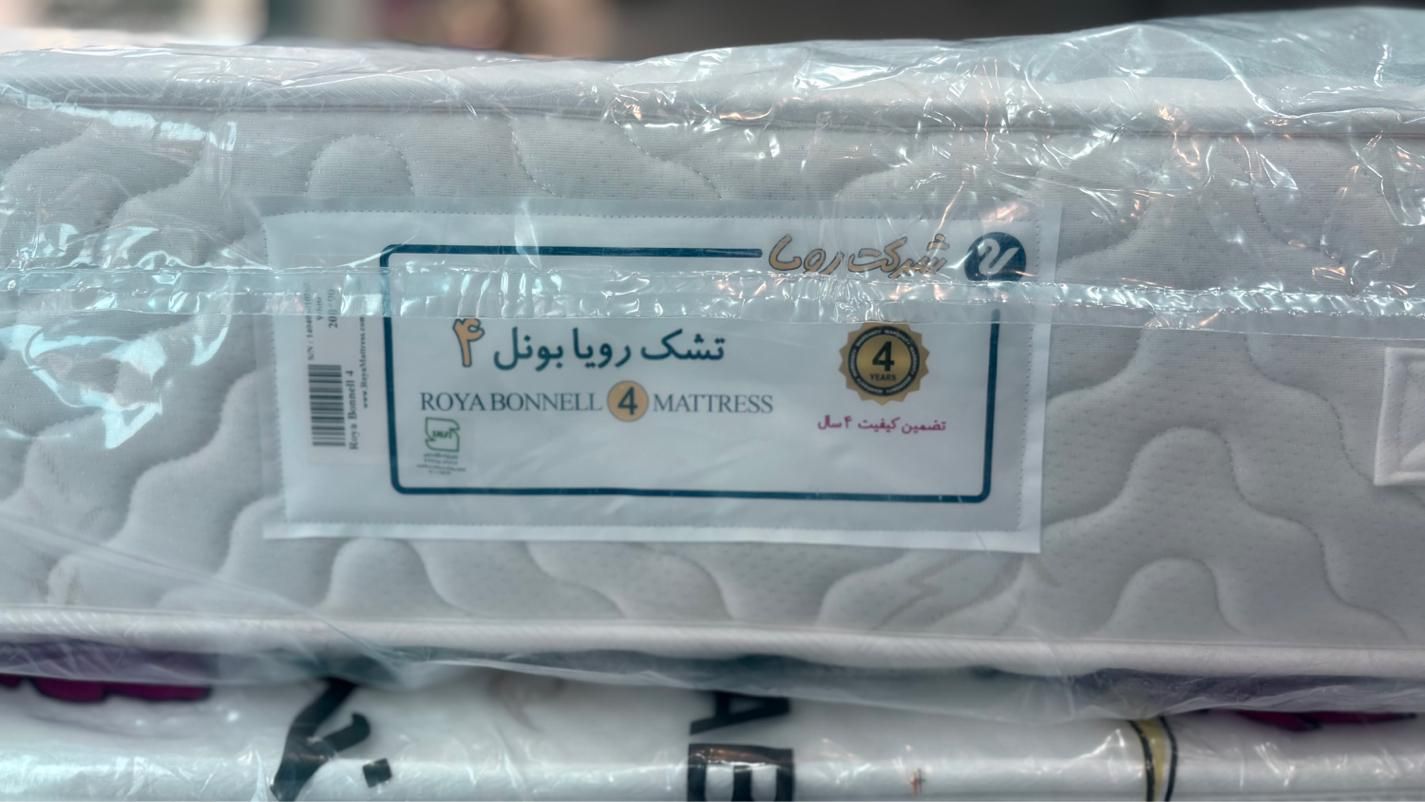 شرکت رویا
تشک رویا بونل ۴
ROYA BONNELL 4 MATTRESS
4
YEARS
تضمین کیفیت ۴ سال
Roya Bonnell 4
www.RoyaMattress.com